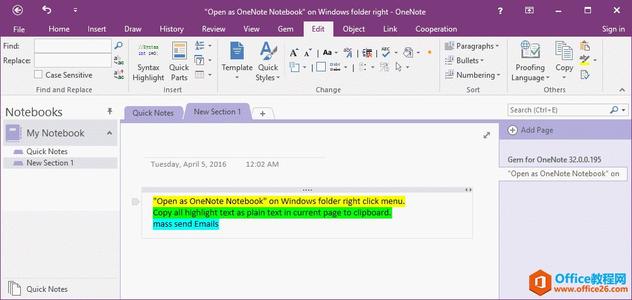 "Open as OneNote Notebook" on Windows folder right - OneNote
File
Home
Insert
Draw
History
Review
View
Gem
Edit
Object
Link
Cooperation
Sign in
Find:
Replace:
Case Sensitive
Find and Replace
Syntax
Highlight
Quick
Parts
Insert
Template
Quick
Styles
Change
Paragraphs
Bullets
Numbering
Sort
Proofing
Language
Copy
Others
Notebooks
My Notebook
Quick Notes
New Section 1
Quick Notes
Quick Notes
New Section 1
Search (Ctrl+E)
Add Page
Gem for OneNote 32.0.0.195
"Open as OneNote Notebook" on
Tuesday, April 5, 2016 12:02 AM
"Open as OneNote Notebook" on Windows folder right click menu.
Copy all highlight text as plain text in current page to clipboard.
mass send Emails
Office教程网
www.office26.com